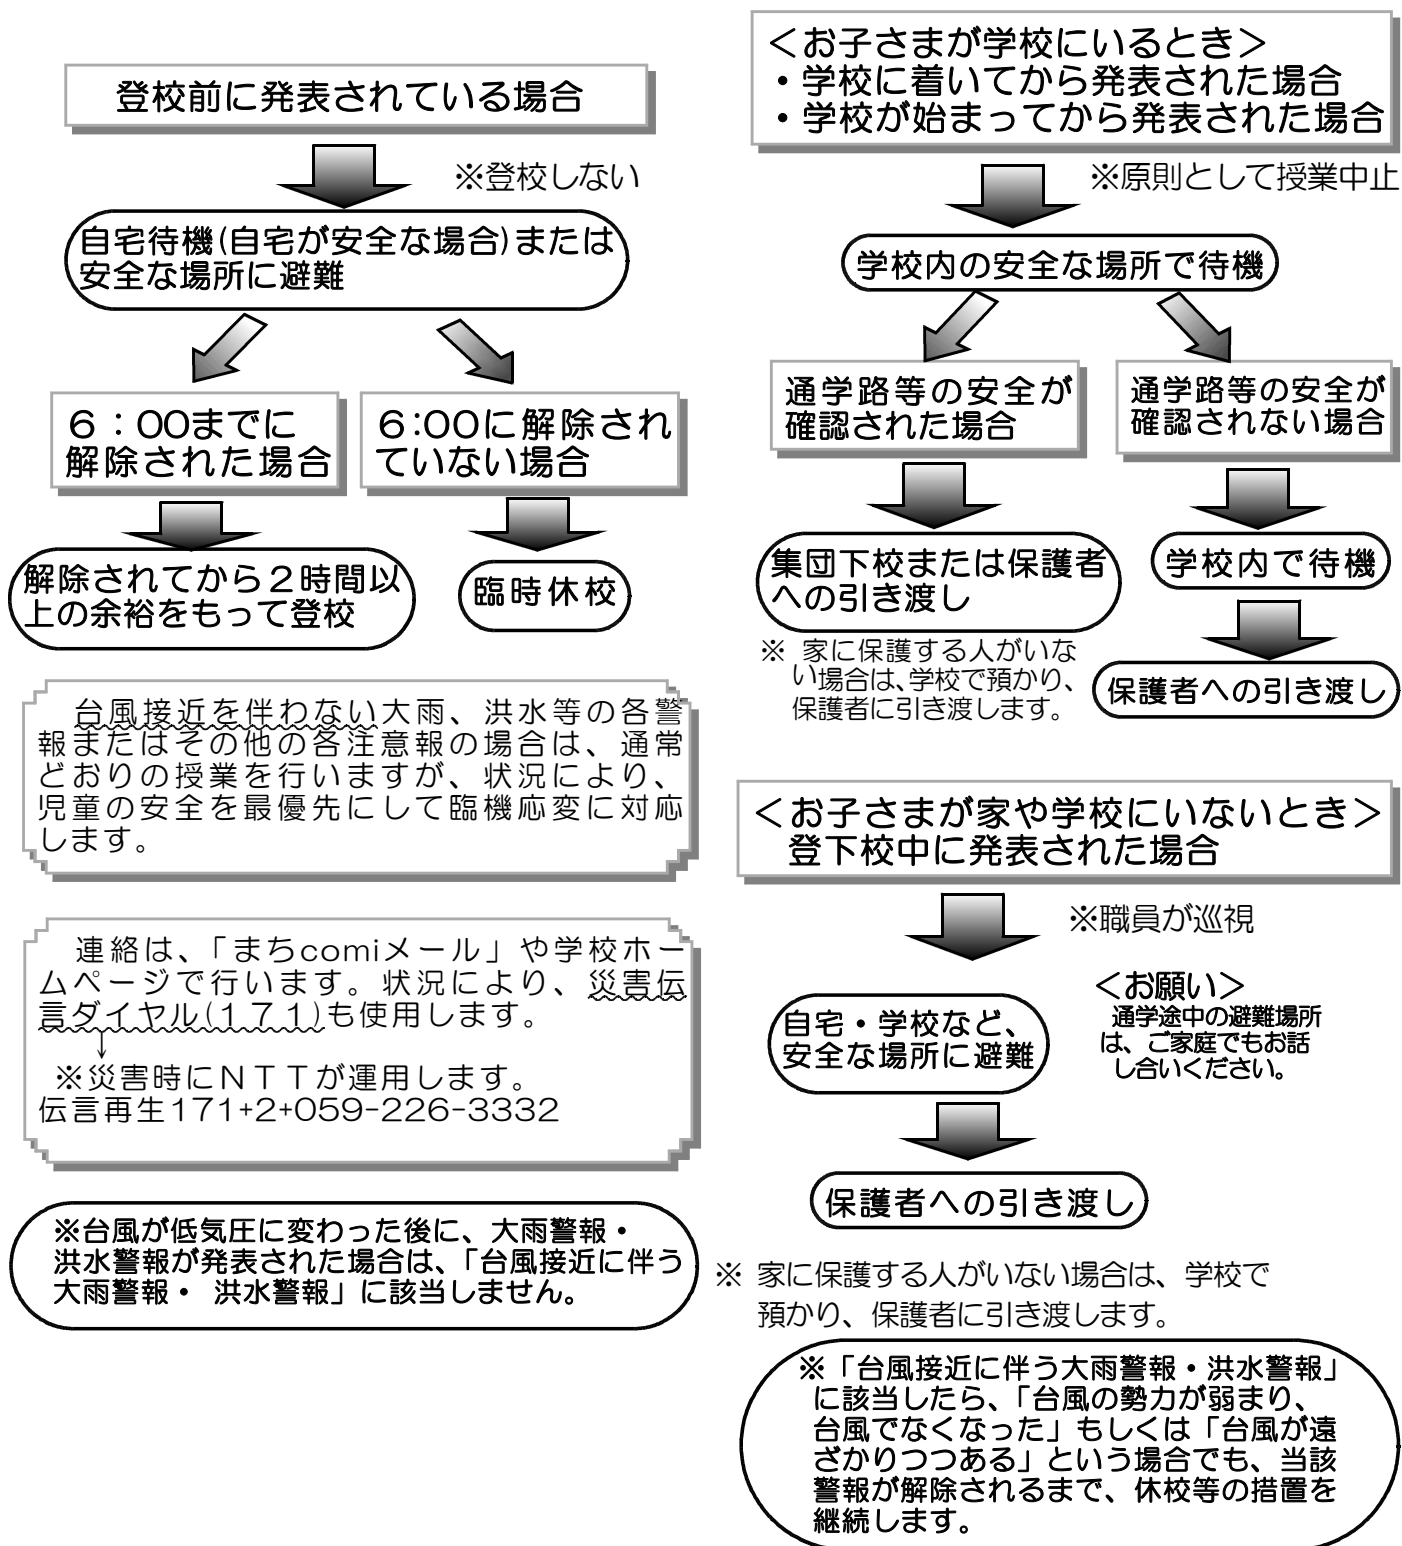 登校前に発表されている場合
※登校しない
自宅待機(自宅が安全な場合)または
安全な場所に避難
6：00までに
解除された場合
6:00に解除され
ていない場合
解除されてから２時間以
上の余裕をもって登校
臨時休校
台風接近を伴わない大雨、洪水等の各警
報またはその他の各注意報の場合は、通常
どおりの授業を行いますが、状況により、
児童の安全を最優先にして臨機応変に対応
します。
連絡は、「まちcomiメール」や学校ホー
ムページで行います。状況により、災害伝
言ダイヤル(１７１)も使用します。
↓
※災害時にＮＴＴが運用します。
伝言再生171+2+059-226-3332
※台風が低気圧に変わった後に、大雨警報・
洪水警報が発表された場合は、「台風接近に伴う
大雨警報・ 洪水警報」に該当しません。
＜お子さまが学校にいるとき＞
・学校に着いてから発表された場合
・学校が始まってから発表された場合
※原則として授業中止
学校内の安全な場所で待機
通学路等の安全が
確認された場合
通学路等の安全が
確認されない場合
集団下校または保護者
への引き渡し
※ 家に保護する人がいな
い場合は、学校で預かり、
保護者に引き渡します。
学校内で待機
保護者への引き渡し
＜お子さまが家や学校にいないとき＞
登下校中に発表された場合
※職員が巡視
自宅・学校など、
安全な場所に避難
＜お願い＞
通学途中の避難場所
は、ご家庭でもお話
し合いください。
保護者への引き渡し
※ 家に保護する人がいない場合は、学校で
預かり、保護者に引き渡します。
※「台風接近に伴う大雨警報・洪水警報」
に該当したら、「台風の勢力が弱まり、
台風でなくなった」もしくは「台風が遠
ざかりつつある」という場合でも、当該
警報が解除されるまで、休校等の措置を
継続します。